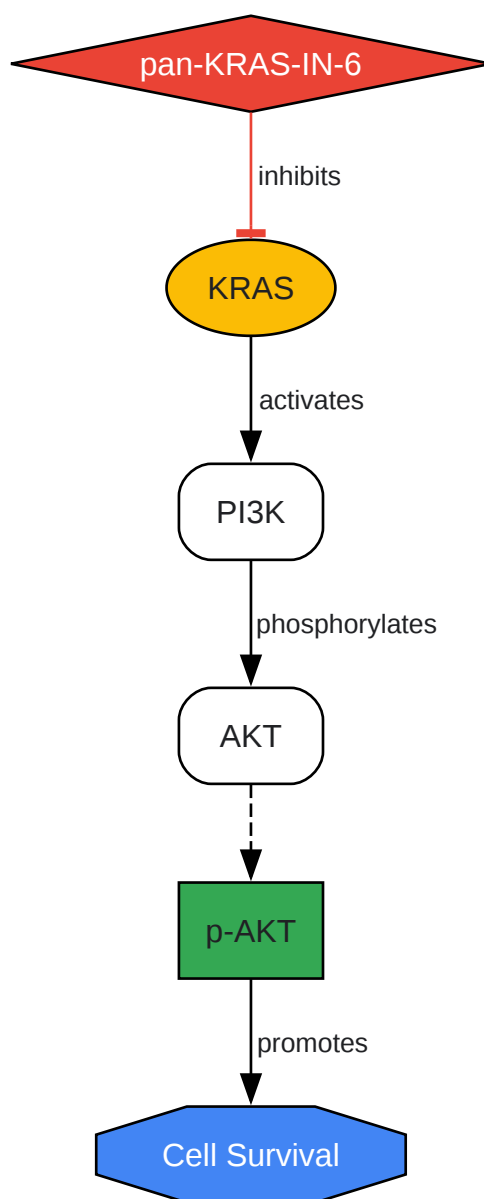 pan-KRAS-IN-6
inhibits
KRAS
activates
PI3K
phosphorylates
AKT
p-AKT
promotes
Cell Survival